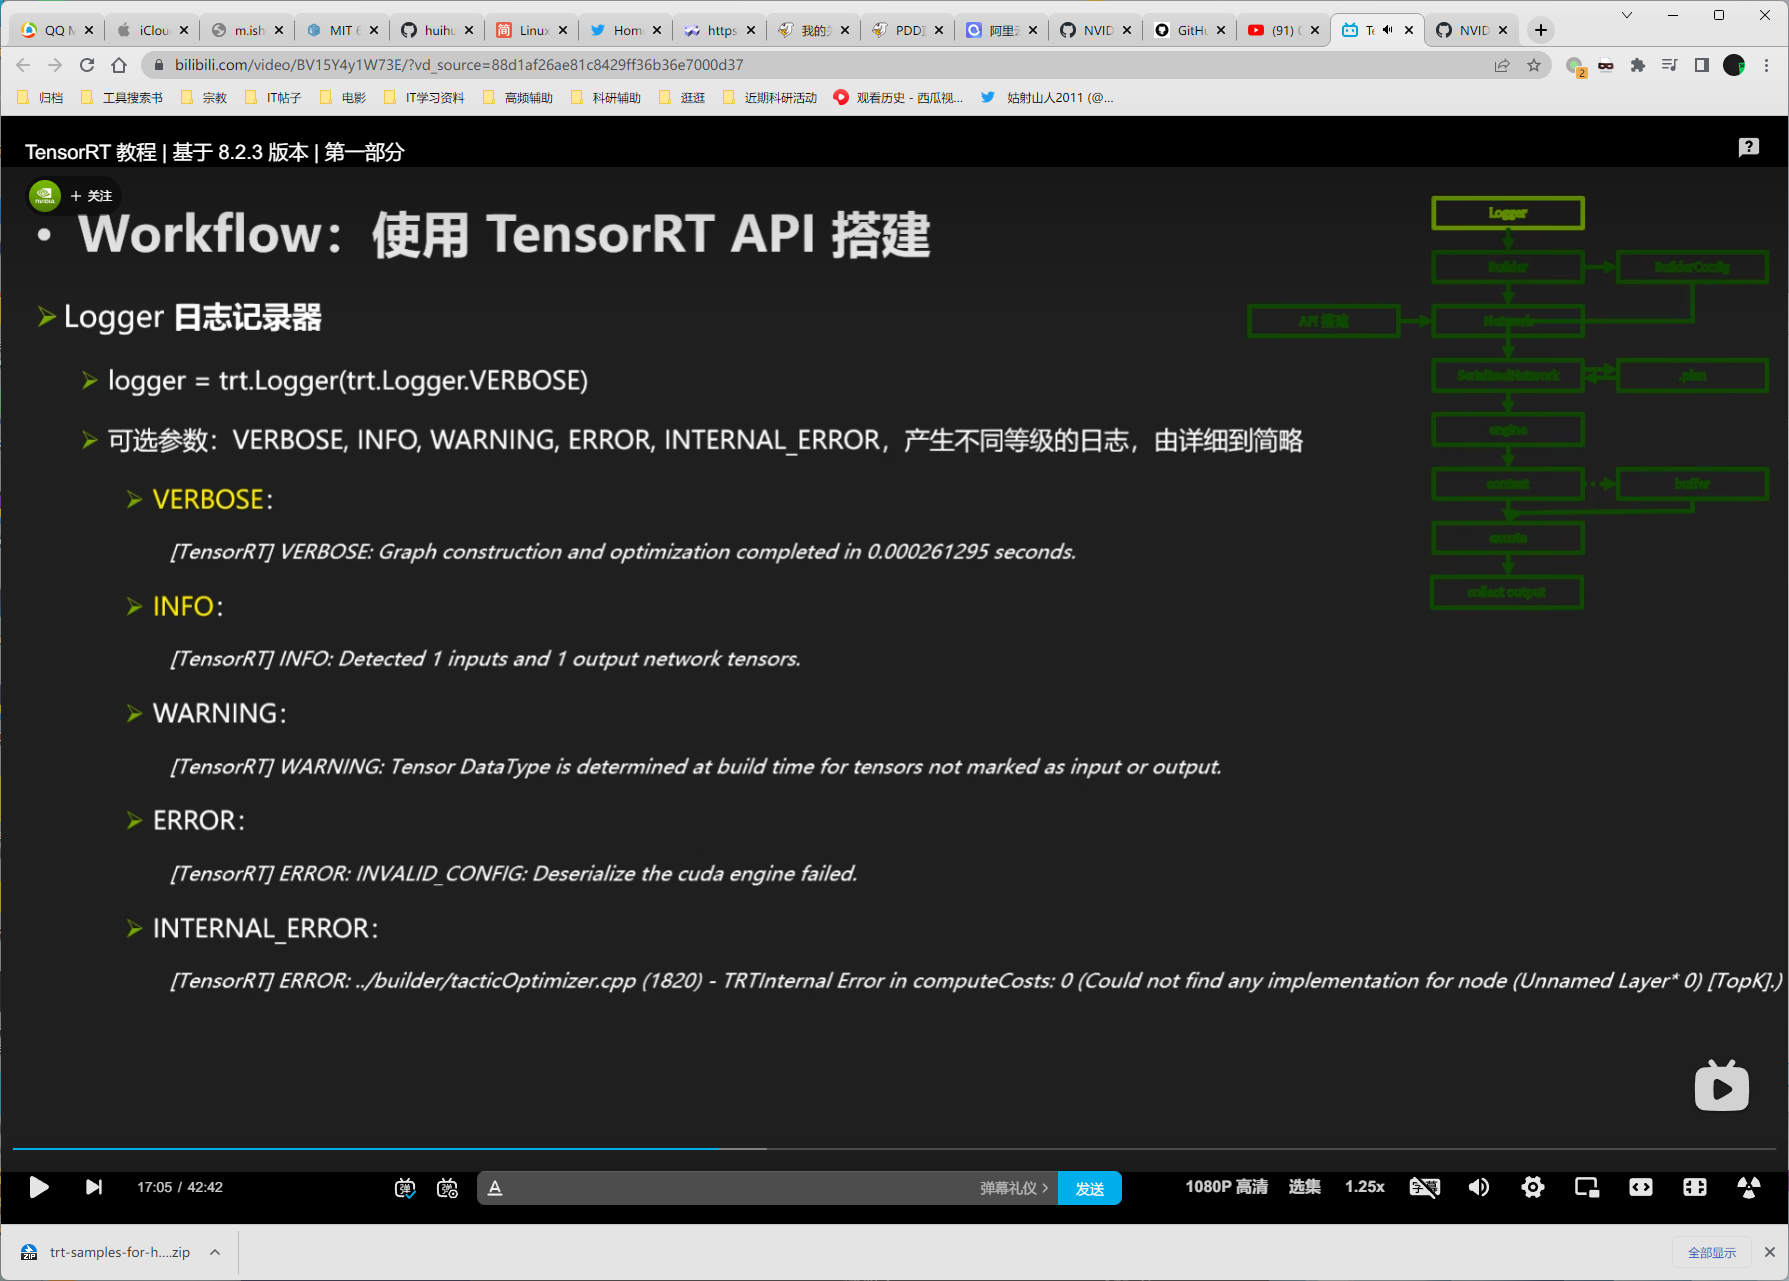 QQ M
iClou
m.ish
MIT 6
huihu
Linux
Hom
https
我的关
PDD
阿里云
NVID
GitHu
(91)
Te
NVID
bilibili.com/video/BV15Y4y1W73E/?vd_source=88d1af26ae81c8429ff36b36e7000d37
2
归档
工具搜索书
宗教
IT帖子
电影
IT学习资料
高频辅助
科研辅助
逛逛
近期科研活动
观看历史 - 西瓜视...
姑射山人2011 (@...
TensorRT 教程 | 基于 8.2.3 版本 | 第一部分
NVIDIA
+ 关注
• Workflow：使用 TensorRT API 搭建
Logger
Builder
BuilderConfig
API 搭建
Network
SerializedNetwork
.plan
engine
context
buffer
execute
collect output
Logger 日志记录器
logger = trt.Logger(trt.Logger.VERBOSE)
可选参数：VERBOSE, INFO, WARNING, ERROR, INTERNAL_ERROR，产生不同等级的日志，由详细到简略
VERBOSE：
[TensorRT] VERBOSE: Graph construction and optimization completed in 0.000261295 seconds.
INFO：
[TensorRT] INFO: Detected 1 inputs and 1 output network tensors.
WARNING：
[TensorRT] WARNING: Tensor DataType is determined at build time for tensors not marked as input or output.
ERROR：
[TensorRT] ERROR: INVALID_CONFIG: Deserialize the cuda engine failed.
INTERNAL_ERROR：
[TensorRT] ERROR: ../builder/tacticOptimizer.cpp (1820) - TRTInternal Error in computeCosts: 0 (Could not find any implementation for node (Unnamed Layer* 0) [TopK].)
17:05 / 42:42
弹
弹
A
弹幕礼仪 >
发送
1080P 高清
选集
1.25x
字幕
trt-samples-for-h....zip
全部显示